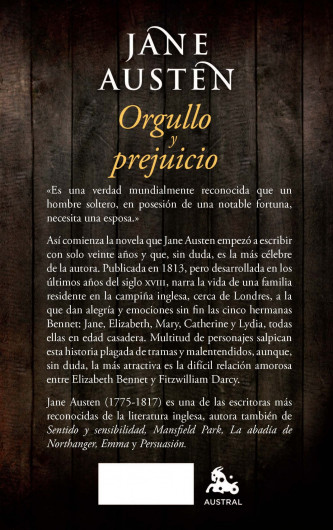 JANE
AUSTEN
Orgullo
y
prejuicio
«Es una verdad mundialmente reconocida que un
hombre soltero, en posesión de una notable fortuna,
necesita una esposa.»
Así comienza la novela que Jane Austen empezó a escribir
con solo veinte años y que, sin duda, es la más célebre
de la autora. Publicada en 1813, pero desarrollada en los
últimos años del siglo XVIII, narra la vida de una familia
residente en la campiña inglesa, cerca de Londres, a la
que dan alegría y emociones sin fin las cinco hermanas
Bennet: Jane, Elizabeth, Mary, Catherine y Lydia, todas
ellas en edad casadera. Multitud de personajes salpican
esta historia plagada de tramas y malentendidos, aunque,
sin duda, la más atractiva es la difícil relación amorosa
entre Elizabeth Bennet y Fitzwilliam Darcy.
Jane Austen (1775-1817) es una de las escritoras más
reconocidas de la literatura inglesa, autora también de
Sentido y sensibilidad, Mansfield Park, La abadía de
Northanger, Emma y Persuasión.
AUSTRAL